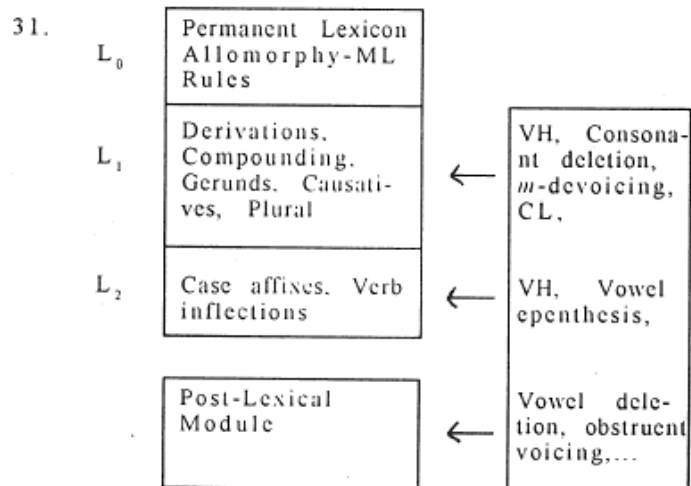 31.
L₀
Permanent Lexicon
Allomorphy-ML
Rules
L₁
Derivations.
Compounding.
Gerunds. Causati-
ves, Plural
VH, Consona-
nt deletion,
m-devoicing,
CL,
L₂
Case affixes. Verb
inflections
VH, Vowel
epenthesis,
Post-Lexical
Module
Vowel dele-
tion, obstruent
voicing,...